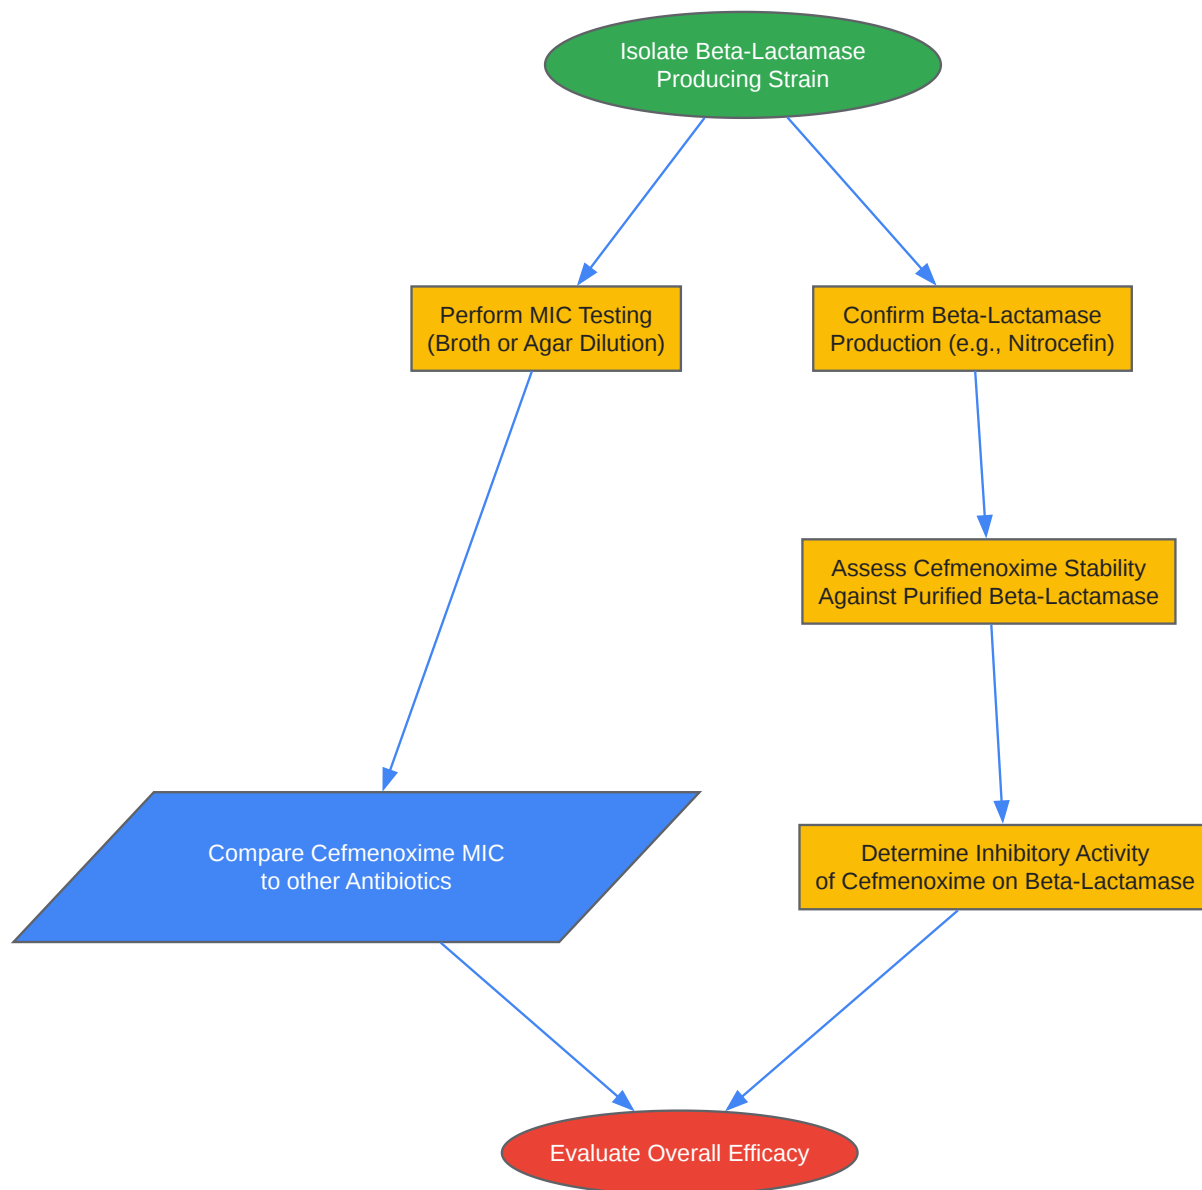 Isolate Beta-Lactamase
Producing Strain
Perform MIC Testing
(Broth or Agar Dilution)
Confirm Beta-Lactamase
Production (e.g., Nitrocefin)
Assess Cefmenoxime Stability
Against Purified Beta-Lactamase
Compare Cefmenoxime MIC
to other Antibiotics
Determine Inhibitory Activity
of Cefmenoxime on Beta-Lactamase
Evaluate Overall Efficacy